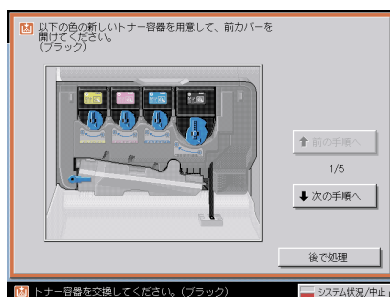 以下の色の新しいトナー容器を用意して、前カバーを
開けてください。
(ブラック)
前の手順へ
1/5
次の手順へ
後で処理
トナー容器を交換してください。(ブラック)
システム状況/中止